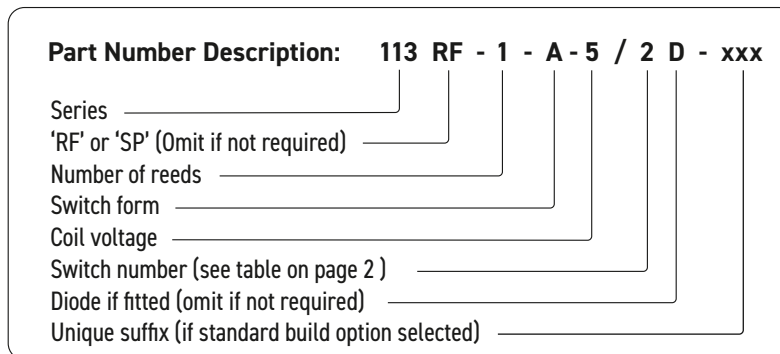 Part Number Description: 113 RF - 1 - A - 5 / 2 D - xxx
Series
‘RF’ or ‘SP’ (Omit if not required)
Number of reeds
Switch form
Coil voltage
Switch number (see table on page 2 )
Diode if fitted (omit if not required)
Unique suffix (if standard build option selected)